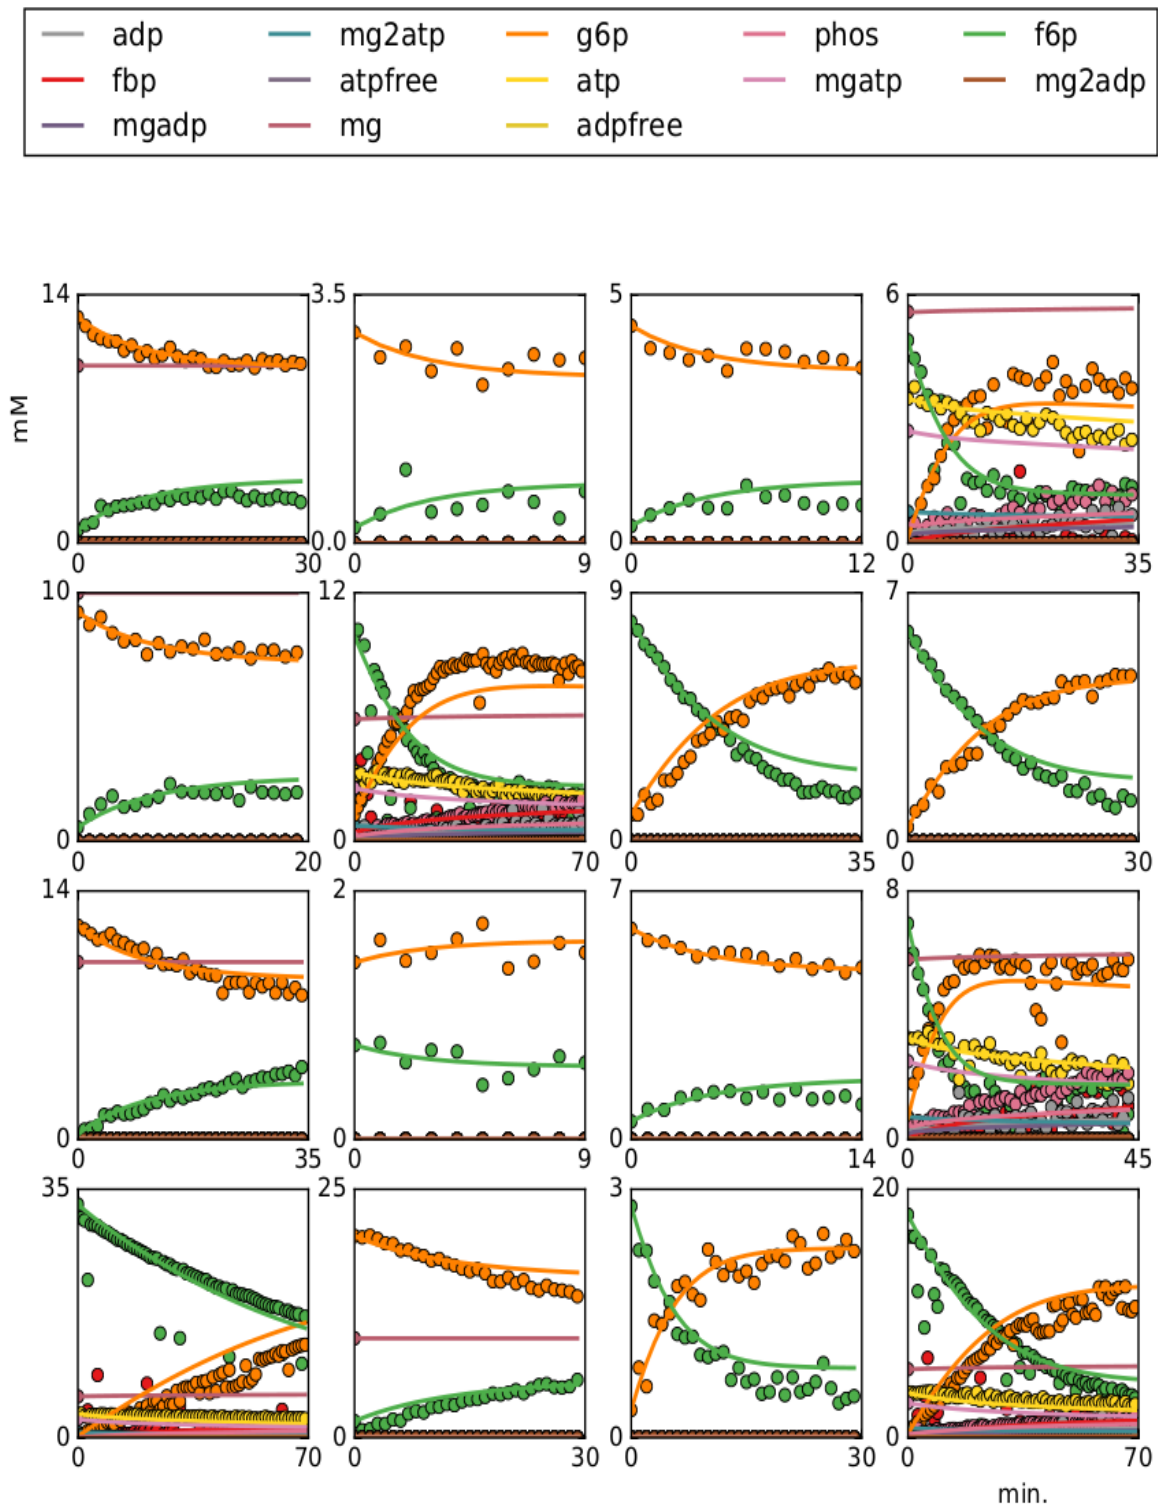 adp mg2atp g6p phos f6p
fbp atpfree atp mgatp mg2adp
mgadp mg adpfree
14 3.5 5 6
mM
0 0.0 0 0
0 30 0 9 0 12 0 35
10 12 9 7
0 0 0 0
0 20 0 70 0 35 0 30
14 2 7 8
0 0 0 0
0 35 0 9 0 14 0 45
35 25 3 20
0 0 0 0
0 70 0 30 0 30 0 70
min.